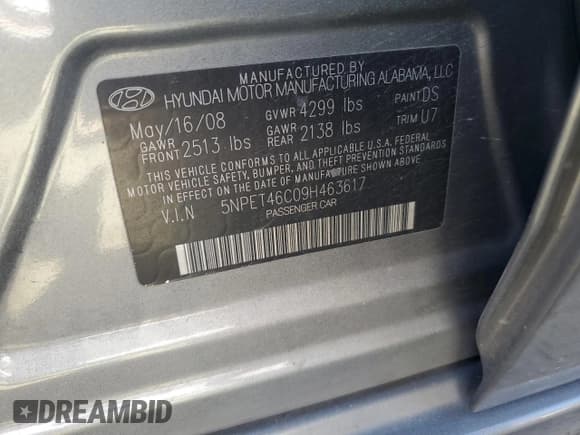 MANUFACTURED BY
HYUNDAI MOTOR MANUFACTURING ALABAMA, LLC
May/16/08 GVWR 4299 lbs PAINT DS
GAWR FRONT 2513 lbs GAWR REAR 2138 lbs TRIM U7
THIS VEHICLE CONFORMS TO ALL APPLICABLE U.S.A. FEDERAL
MOTOR VEHICLE SAFETY, BUMPER, AND THEFT PREVENTION STANDARDS
IN EFFECT ON THE DATE OF MANUFACTURE SHOWN ABOVE.
V.I.N 5NPET46C09H463617
PASSENGER CAR
DREAMBID